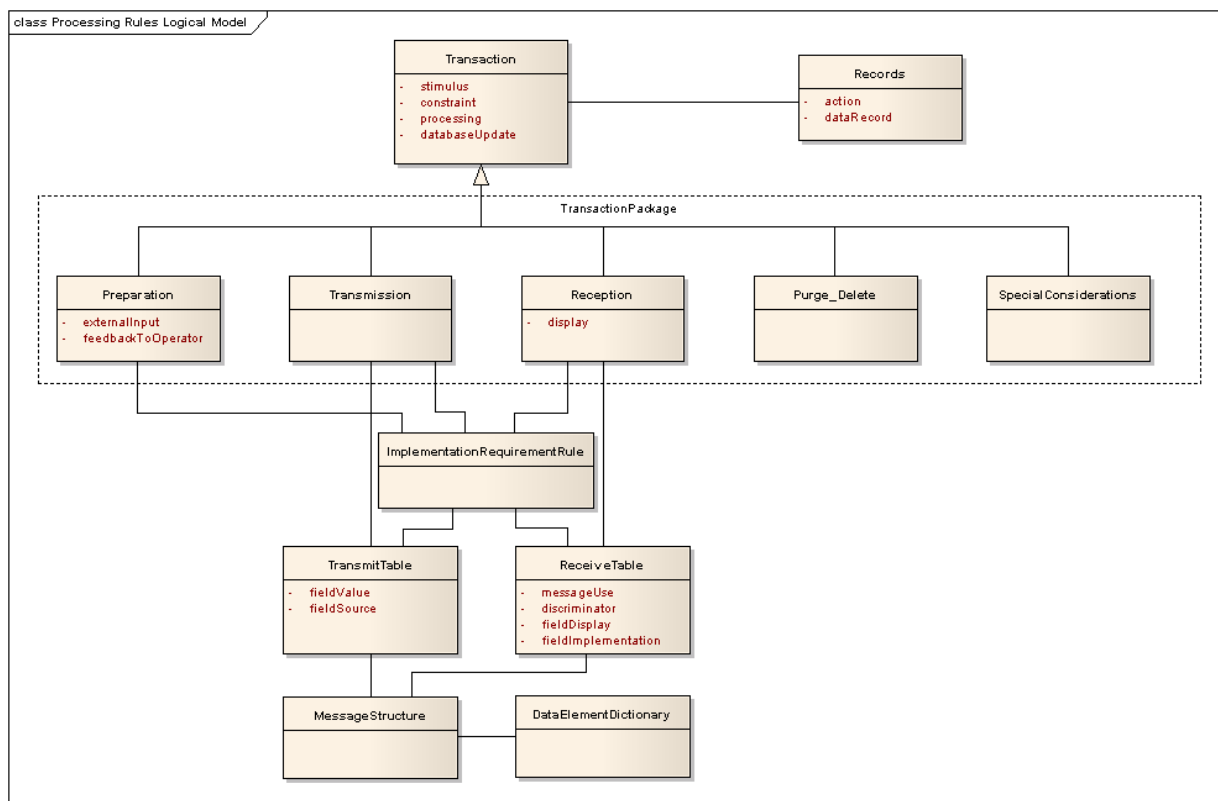 class Processing Rules Logical Model
Transaction
- stimulus
- constraint
- processing
- databaseUpdate
Records
- action
- dataRecord
TransactionPackage
Preparation
- externalInput
- feedbackToOperator
Transmission
Reception
- display
Purge_Delete
SpecialConsiderations
ImplementationRequirementRule
TransmitTable
- fieldValue
- fieldSource
ReceiveTable
- messageUse
- discriminator
- fieldDisplay
- fieldImplementation
MessageStructure
DataElementDictionary